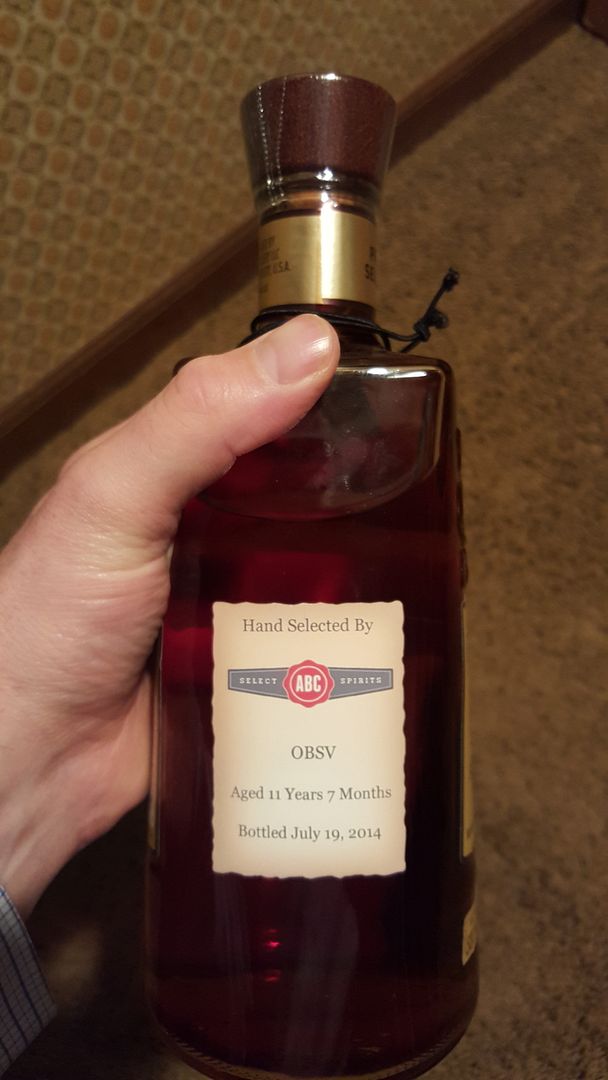 U.S.A.
Hand Selected By
SELECT ABC SPIRITS
OBSV
Aged 11 Years 7 Months
Bottled July 19, 2014